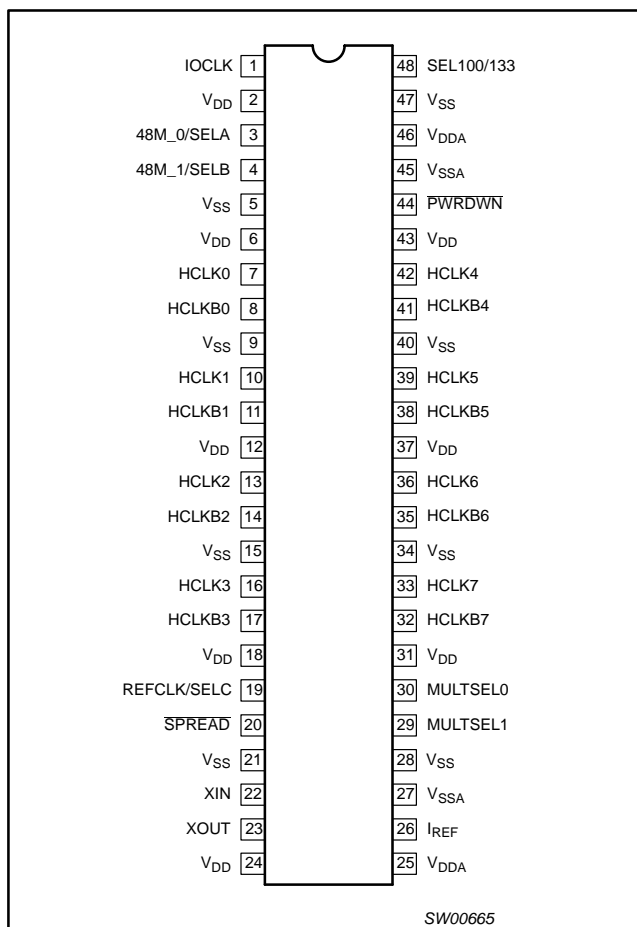 IOCLK 1 48 SEL100/133
VDD 2 47 VSS
48M_0/SELA 3 46 VDDA
48M_1/SELB 4 45 VSSA
VSS 5 44 PWRDWN
VDD 6 43 VDD
HCLK0 7 42 HCLK4
HCLKB0 8 41 HCLKB4
VSS 9 40 VSS
HCLK1 10 39 HCLK5
HCLKB1 11 38 HCLKB5
VDD 12 37 VDD
HCLK2 13 36 HCLK6
HCLKB2 14 35 HCLKB6
VSS 15 34 VSS
HCLK3 16 33 HCLK7
HCLKB3 17 32 HCLKB7
VDD 18 31 VDD
REFCLK/SELC 19 30 MULTSEL0
SPREAD 20 29 MULTSEL1
VSS 21 28 VSS
XIN 22 27 VSSA
XOUT 23 26 IREF
VDD 24 25 VDDA
SW00665